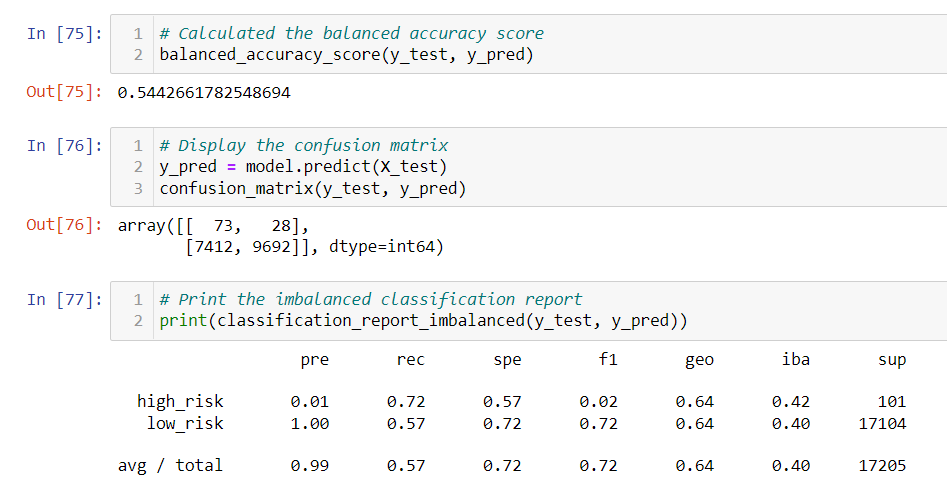 In [75]: 1 # Calculated the balanced accuracy score
2 balanced_accuracy_score(y_test, y_pred)
Out[75]: 0.5442661782548694
In [76]: 1 # Display the confusion matrix
2 y_pred = model.predict(X_test)
3 confusion_matrix(y_test, y_pred)
Out[76]: array([[ 73, 28],
[7412, 9692]], dtype=int64)
In [77]: 1 # Print the imbalanced classification report
2 print(classification_report_imbalanced(y_test, y_pred))
pre rec spe f1 geo iba sup
high_risk 0.01 0.72 0.57 0.02 0.64 0.42 101
low_risk 1.00 0.57 0.72 0.72 0.64 0.40 17104
avg / total 0.99 0.57 0.72 0.72 0.64 0.40 17205